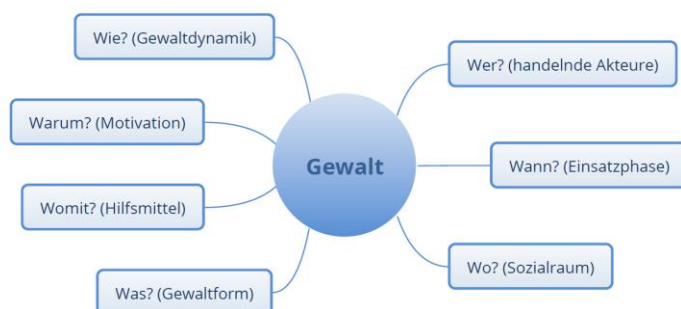 Wie? (Gewaltdynamik)
Wer? (handelnde Akteure)
Warum? (Motivation)
Gewalt
Wann? (Einsatzphase)
Womit? (Hilfsmittel)
Wo? (Sozialraum)
Was? (Gewaltform)